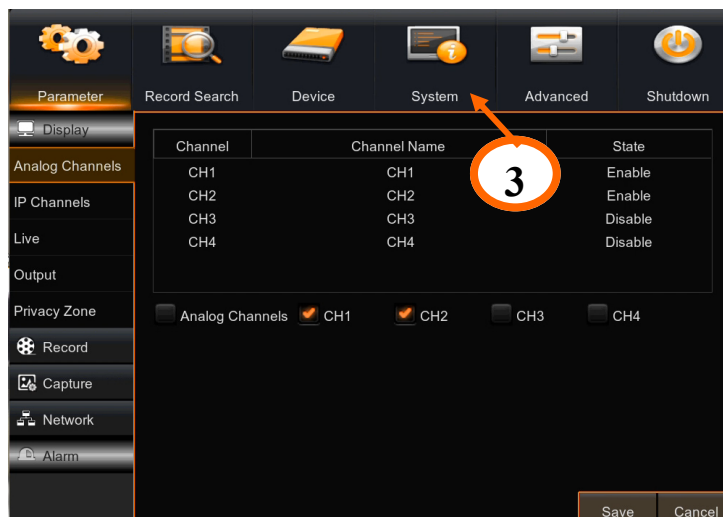 Parameter Record Search Device System Advanced Shutdown
Display
Channel Channel Name State
Analog Channels
CH1 CH1 3 Enable
IP Channels
CH2 CH2 Enable
CH3 CH3 Disable
Live
CH4 CH4 Disable
Output
Privacy Zone
Analog Channels CH1 CH2 CH3 CH4
Record
Capture
Network
Alarm
Save Cancel